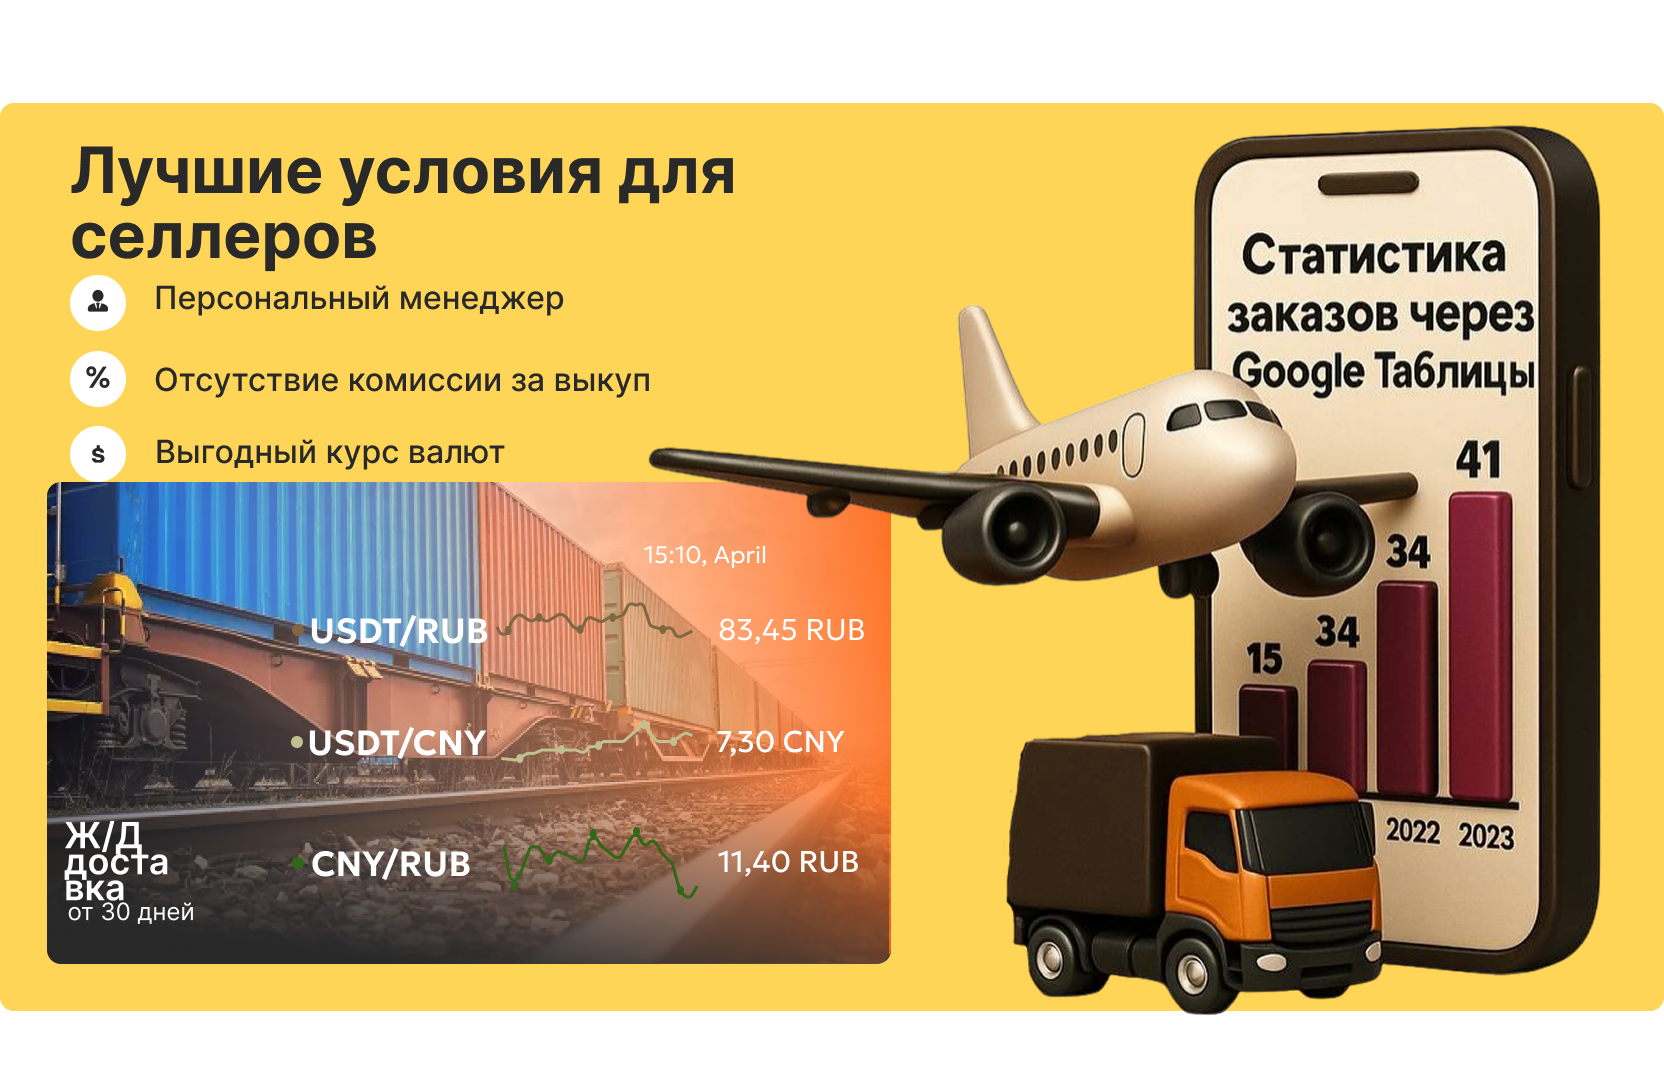 Лучшие условия для
селлеров
Персональный менеджер
%
Отсутствие комиссии за выкуп
$
Выгодный курс валют
15:10, April
USDT/RUB 83,45 RUB
USDT/CNY 7,30 CNY
CNY/RUB 11,40 RUB
Ж/Д
доста
вка
от 30 дней
Статистика
заказов через
Google Таблицы
41
34
34
15
2022 2023